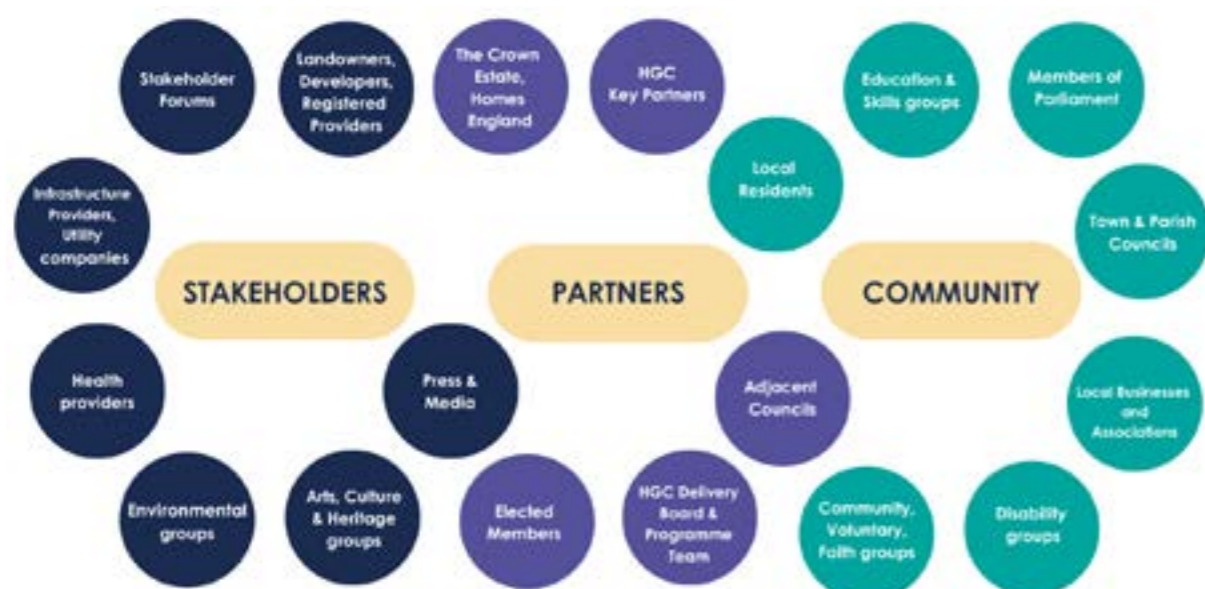 Stakeholder
Forums
Landowners,
Developers,
Registered
Providers
The Crown
Estate,
Homes
England
HGC
Key Partners
Education &
Skills groups
Members of
Parliament
Local
Residents
Infrastructure
Providers,
Utility
companies
Town & Parish
Councils
STAKEHOLDERS
PARTNERS
COMMUNITY
Health
providers
Press &
Media
Adjacent
Councils
Local Businesses
and
Associations
Environmental
groups
Arts, Culture
& Heritage
groups
Elected
Members
HGC Delivery
Board &
Programme
Team
Community,
Voluntary,
Faith groups
Disability
groups